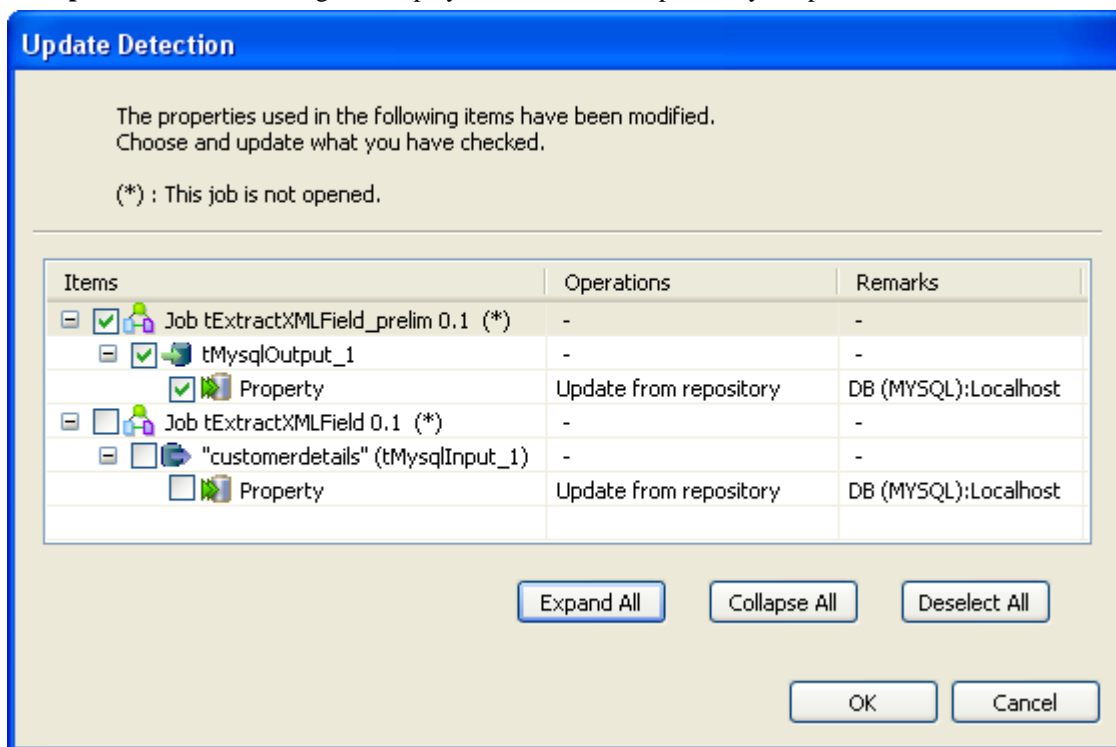 Update Detection
The properties used in the following items have been modified.
Choose and update what you have checked.
(*) : This job is not opened.
Items Operations Remarks
Job tExtractXMLField_prelim 0.1 (*) - -
tMysqlOutput_1 - -
Property Update from repository DB (MYSQL):Localhost
Job tExtractXMLField 0.1 (*) - -
"customerdetails" (tMysqlInput_1) - -
Property Update from repository DB (MYSQL):Localhost
Expand All Collapse All Deselect All
OK Cancel